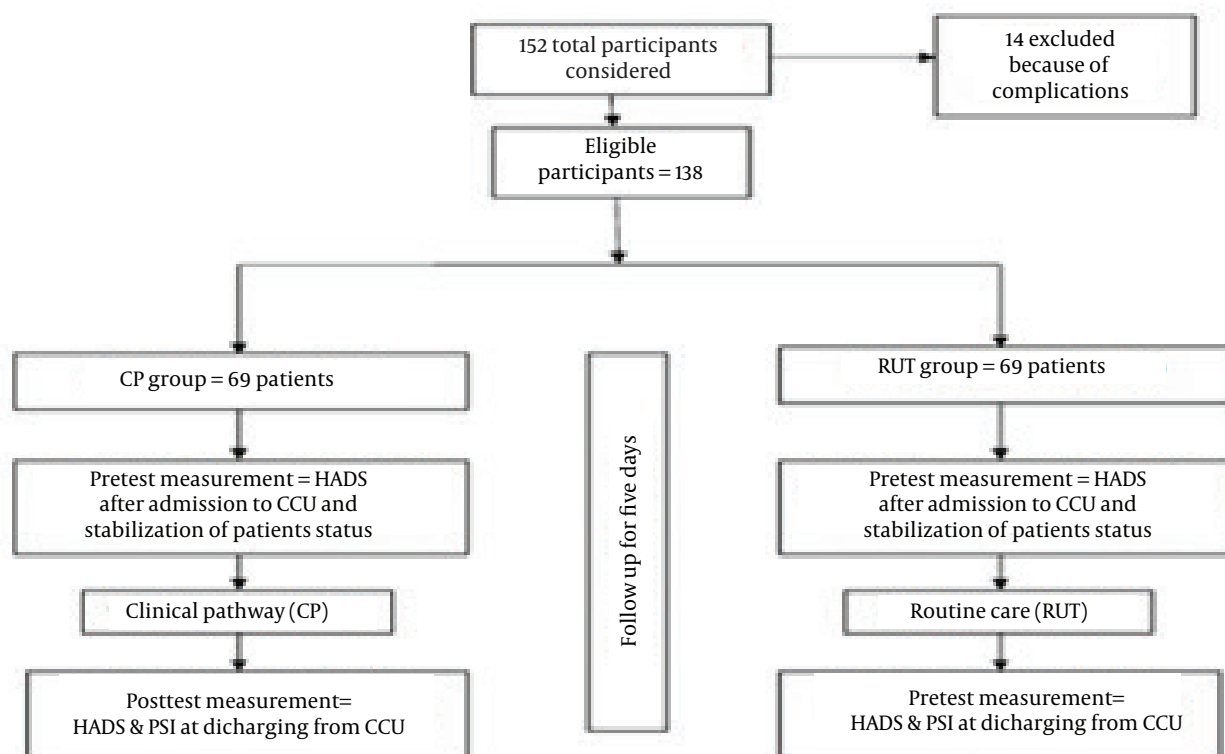 152 total participants
considered
14 excluded
because of
complications
Eligible
participants = 138
CP group = 69 patients
RUT group = 69 patients
Follow up for five days
Pretest measurement = HADS
after admission to CCU and
stabilization of patients status
Pretest measurement = HADS
after admission to CCU and
stabilization of patients status
Clinical pathway (CP)
Routine care (RUT)
Posttest measurement=
HADS & PSI at dicharging from CCU
Pretest measurement=
HADS & PSI at dicharging from CCU